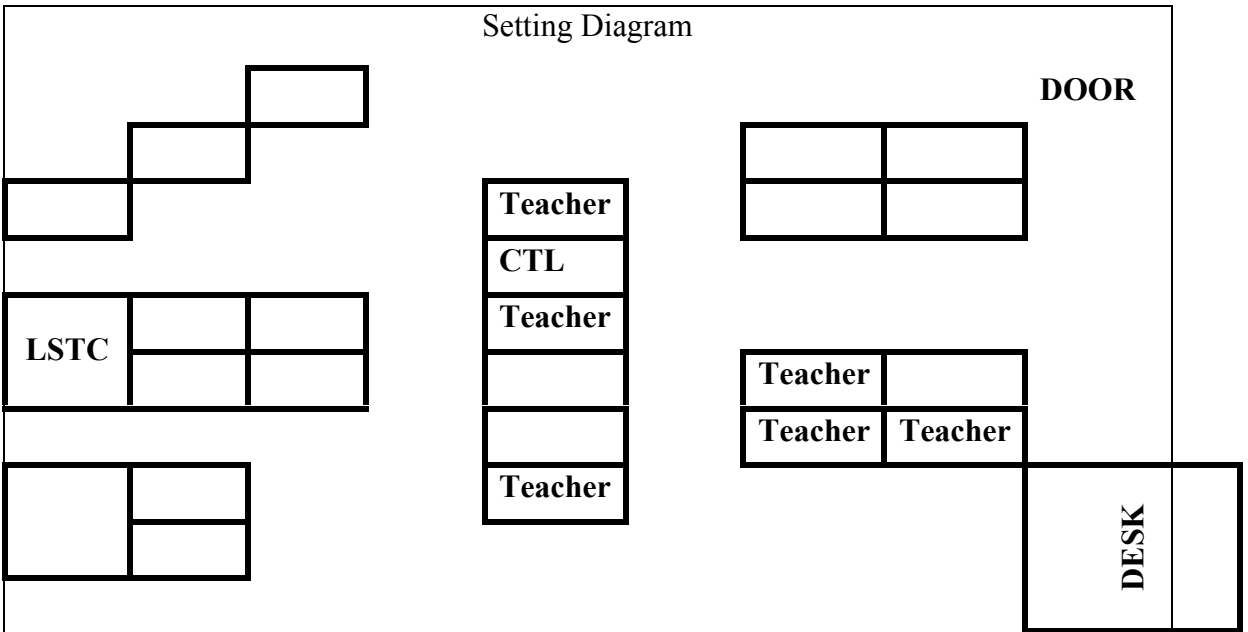 Setting Diagram
DOOR
Teacher
CTL
Teacher
LSTC
Teacher
Teacher Teacher
Teacher
DESK